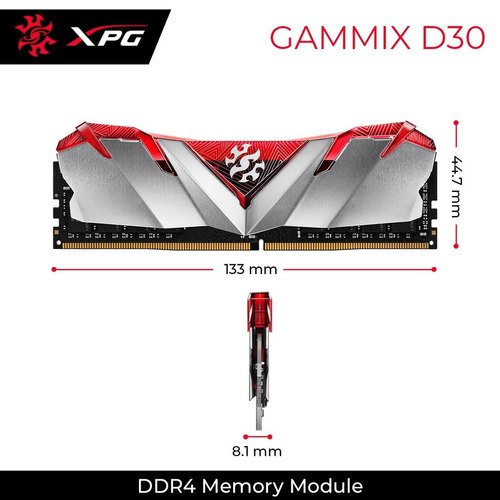 XPG
GAMMIX D30
44.7 mm
133 mm
8.1 mm
DDR4 Memory Module